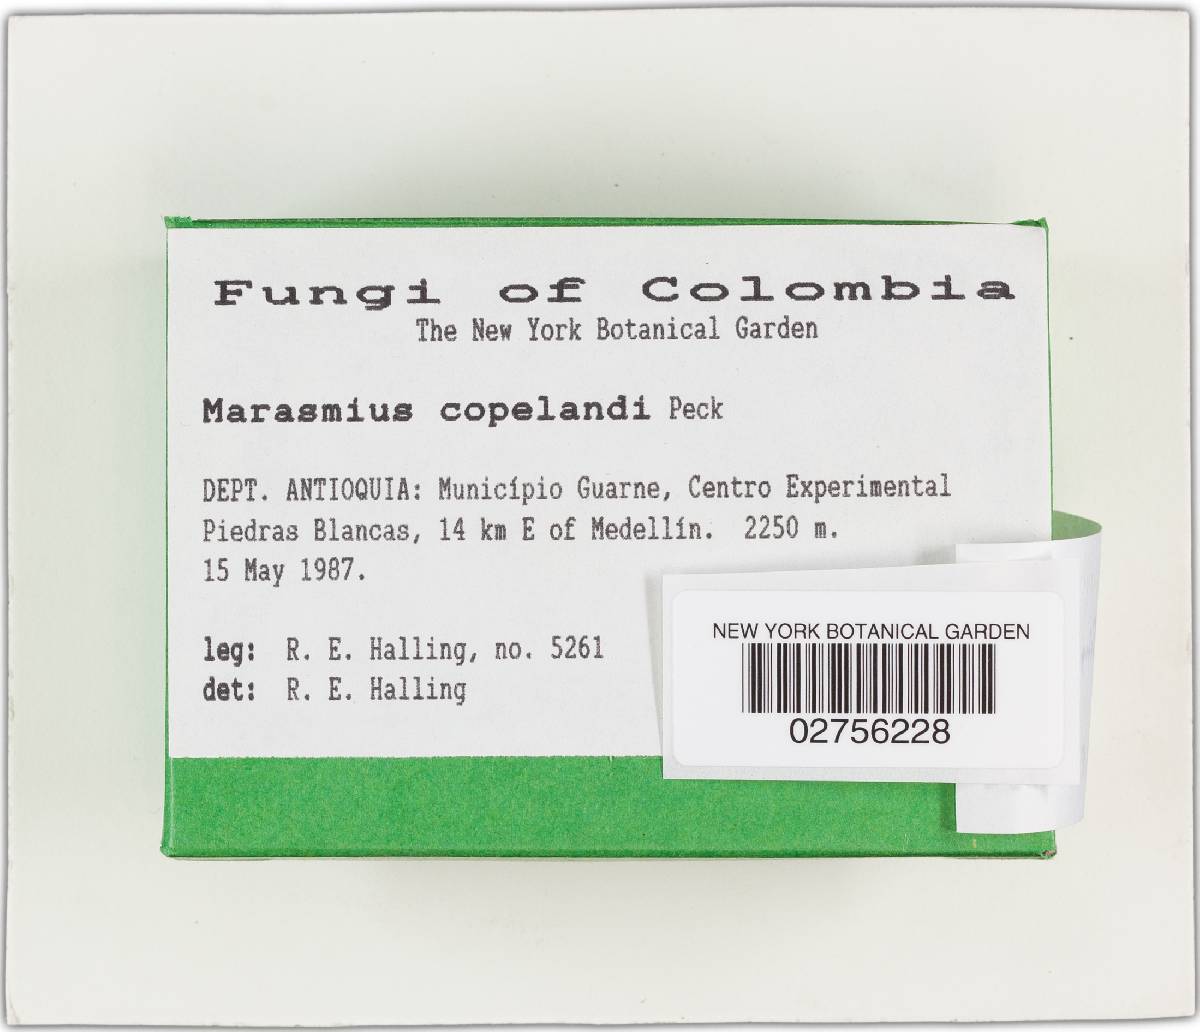 Fungi of Colombia
The New York Botanical Garden
Marasmius copelandi Peck
DEPT. ANTIOQUIA: Município Guarne, Centro Experimental
Piedras Blancas, 14 km E of Medellín. 2250 m.
15 May 1987.
leg: R. E. Halling, no. 5261
det: R. E. Halling
NEW YORK BOTANICAL GARDEN
02756228